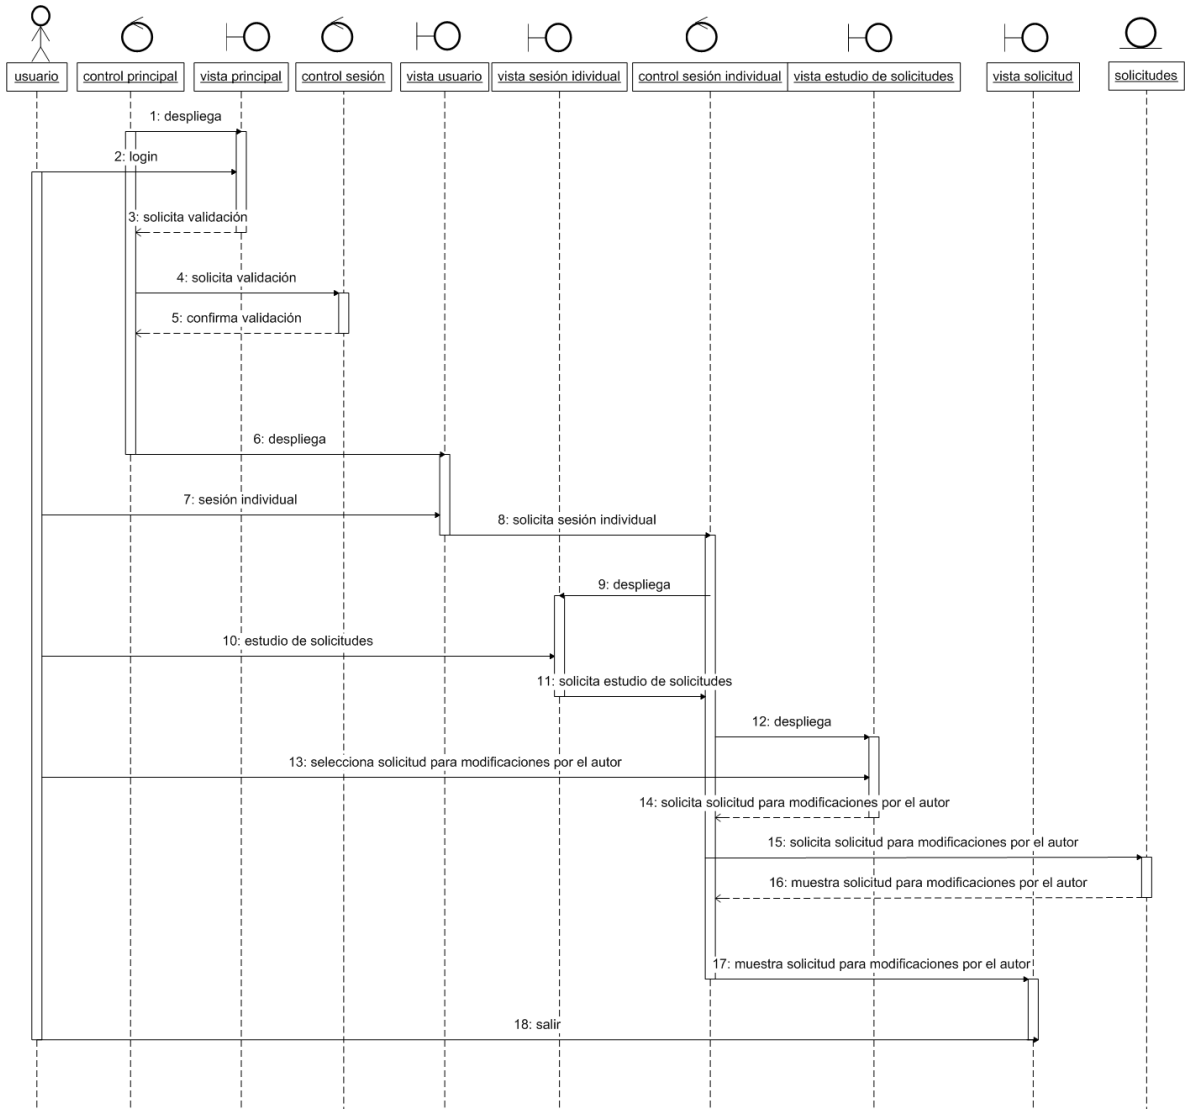 usuario
control principal
vista principal
control sesión
vista usuario
vista sesión idividual
control sesión individual
vista estudio de solicitudes
vista solicitud
solicitudes
1: despliega
2: login
3: solicita validación
4: solicita validación
5: confirma validación
6: despliega
7: sesión individual
8: solicita sesión individual
9: despliega
10: estudio de solicitudes
11: solicita estudio de solicitudes
12: despliega
13: selecciona solicitud para modificaciones por el autor
14: solicita solicitud para modificaciones por el autor
15: solicita solicitud para modificaciones por el autor
16: muestra solicitud para modificaciones por el autor
17: muestra solicitud para modificaciones por el autor
18: salir